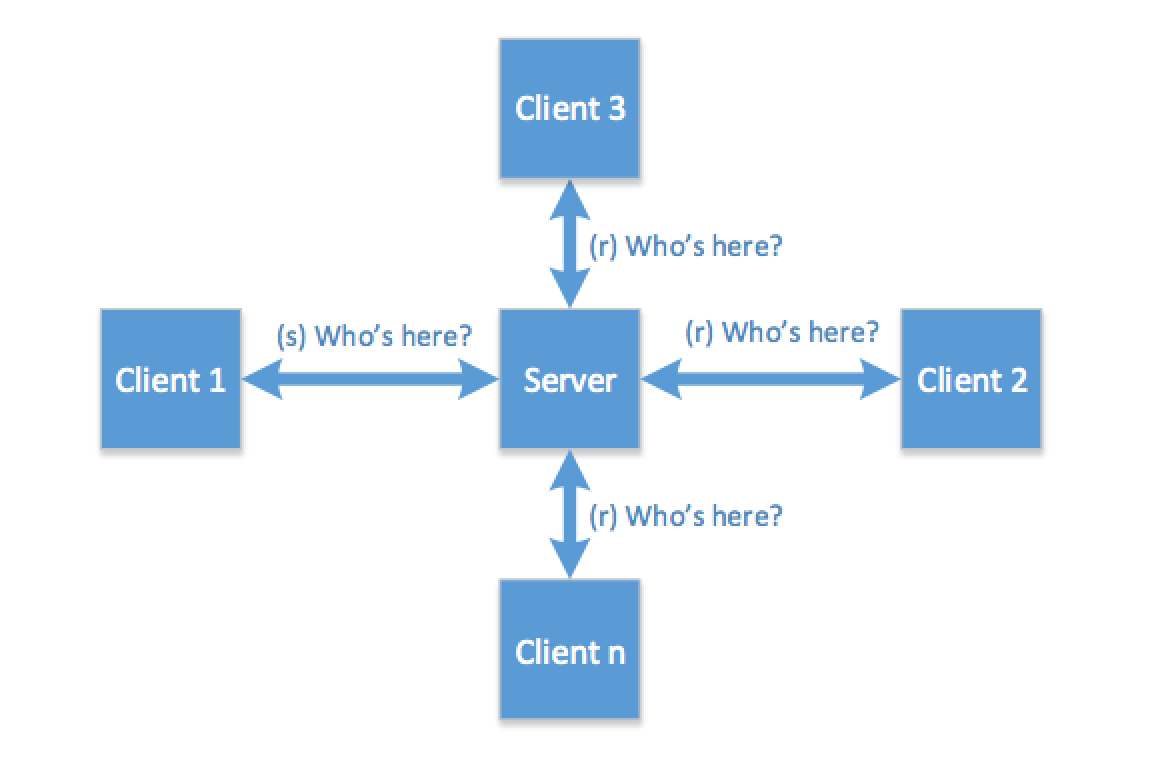 Client 3
(r) Who’s here?
(s) Who’s here?
(r) Who’s here?
Client 1
Server
Client 2
(r) Who’s here?
Client n